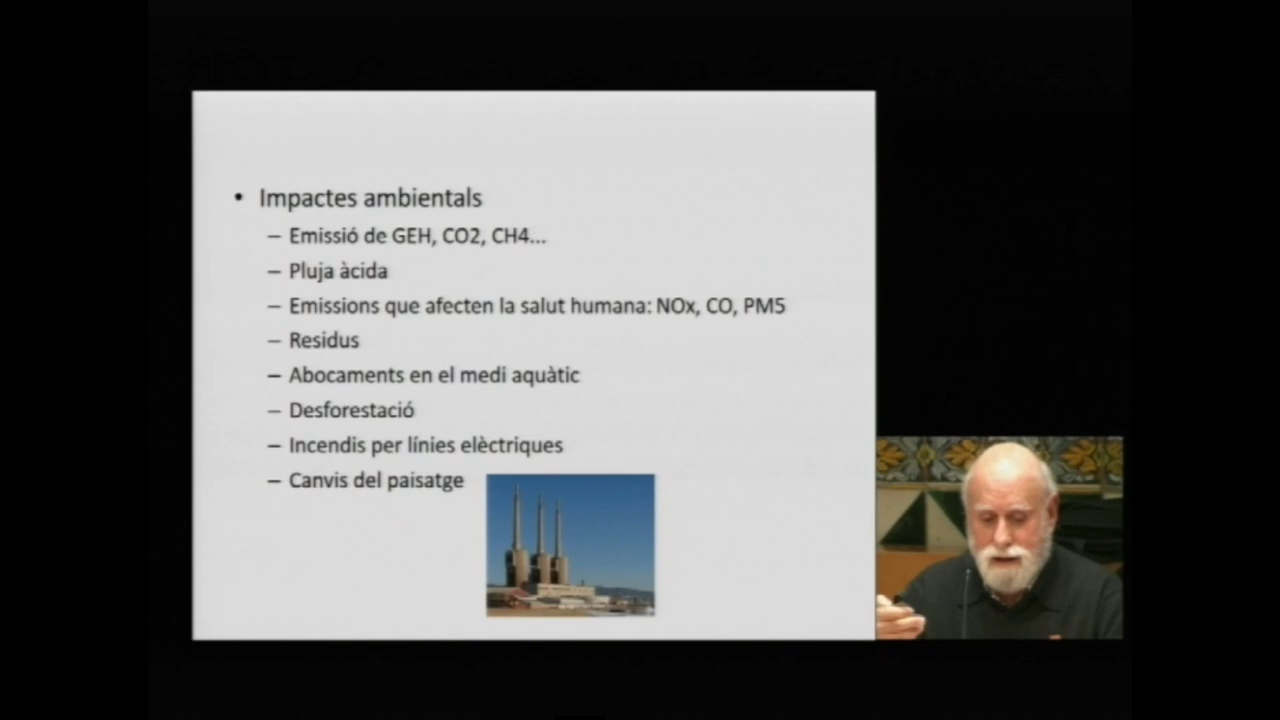 • Impactes ambientals
– Emissió de GEH, CO2, CH4...
– Pluja àcida
– Emissions que afecten la salut humana: NOx, CO, PM5
– Residus
– Abocaments en el medi aquàtic
– Desforestació
– Incendis per línies elèctriques
– Canvis del paisatge